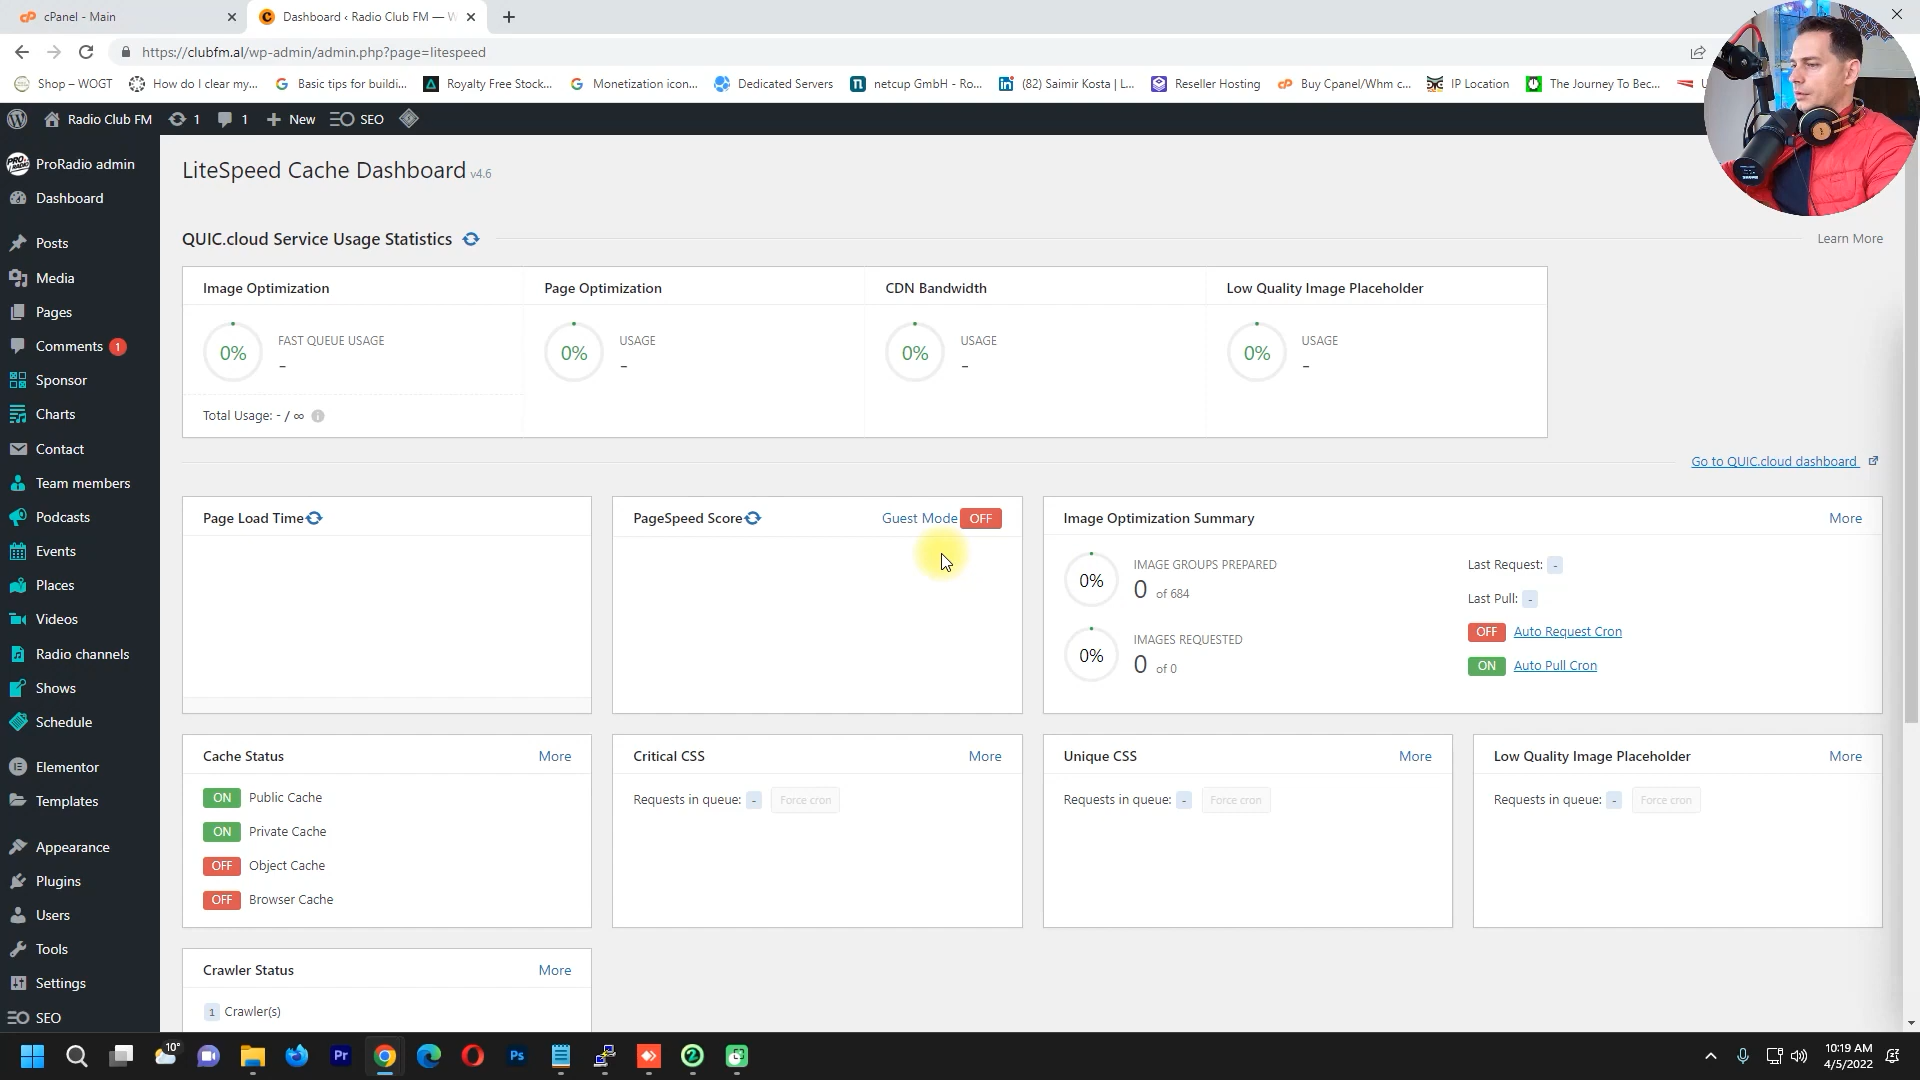 cPanel - Main
Dashboard ‹ Radio Club FM — W
https://clubfm.al/wp-admin/admin.php?page=litespeed
Shop – WOGT
How do I clear my...
Basic tips for buildi...
Royalty Free Stock...
Monetization icon...
Dedicated Servers
netcup GmbH - Ro...
(82) Saimir Kosta | L...
Reseller Hosting
Buy Cpanel/Whm c...
IP Location
The Journey To Bec...
Radio Club FM
1
1
New
SEO
ProRadio admin
Dashboard
Posts
Media
Pages
Comments 1
Sponsor
Charts
Contact
Team members
Podcasts
Events
Places
Videos
Radio channels
Shows
Schedule
Elementor
Templates
Appearance
Plugins
Users
Tools
Settings
SEO
LiteSpeed Cache Dashboard v4.6
QUIC.cloud Service Usage Statistics
Learn More
Image Optimization
0%
FAST QUEUE USAGE
-
Total Usage: - / ∞
Page Optimization
0%
USAGE
-
CDN Bandwidth
0%
USAGE
-
Low Quality Image Placeholder
0%
USAGE
-
Go to QUIC.cloud dashboard
Page Load Time
PageSpeed Score
Guest Mode OFF
Image Optimization Summary
More
0%
IMAGE GROUPS PREPARED
0 of 684
0%
IMAGES REQUESTED
0 of 0
Last Request: -
Last Pull: -
OFF Auto Request Cron
ON Auto Pull Cron
Cache Status
More
ON Public Cache
ON Private Cache
OFF Object Cache
OFF Browser Cache
Critical CSS
More
Requests in queue: - Force cron
Unique CSS
More
Requests in queue: - Force cron
Low Quality Image Placeholder
More
Requests in queue: - Force cron
Crawler Status
More
1 Crawler(s)
10°
Pr
Ps
10:19 AM
4/5/2022